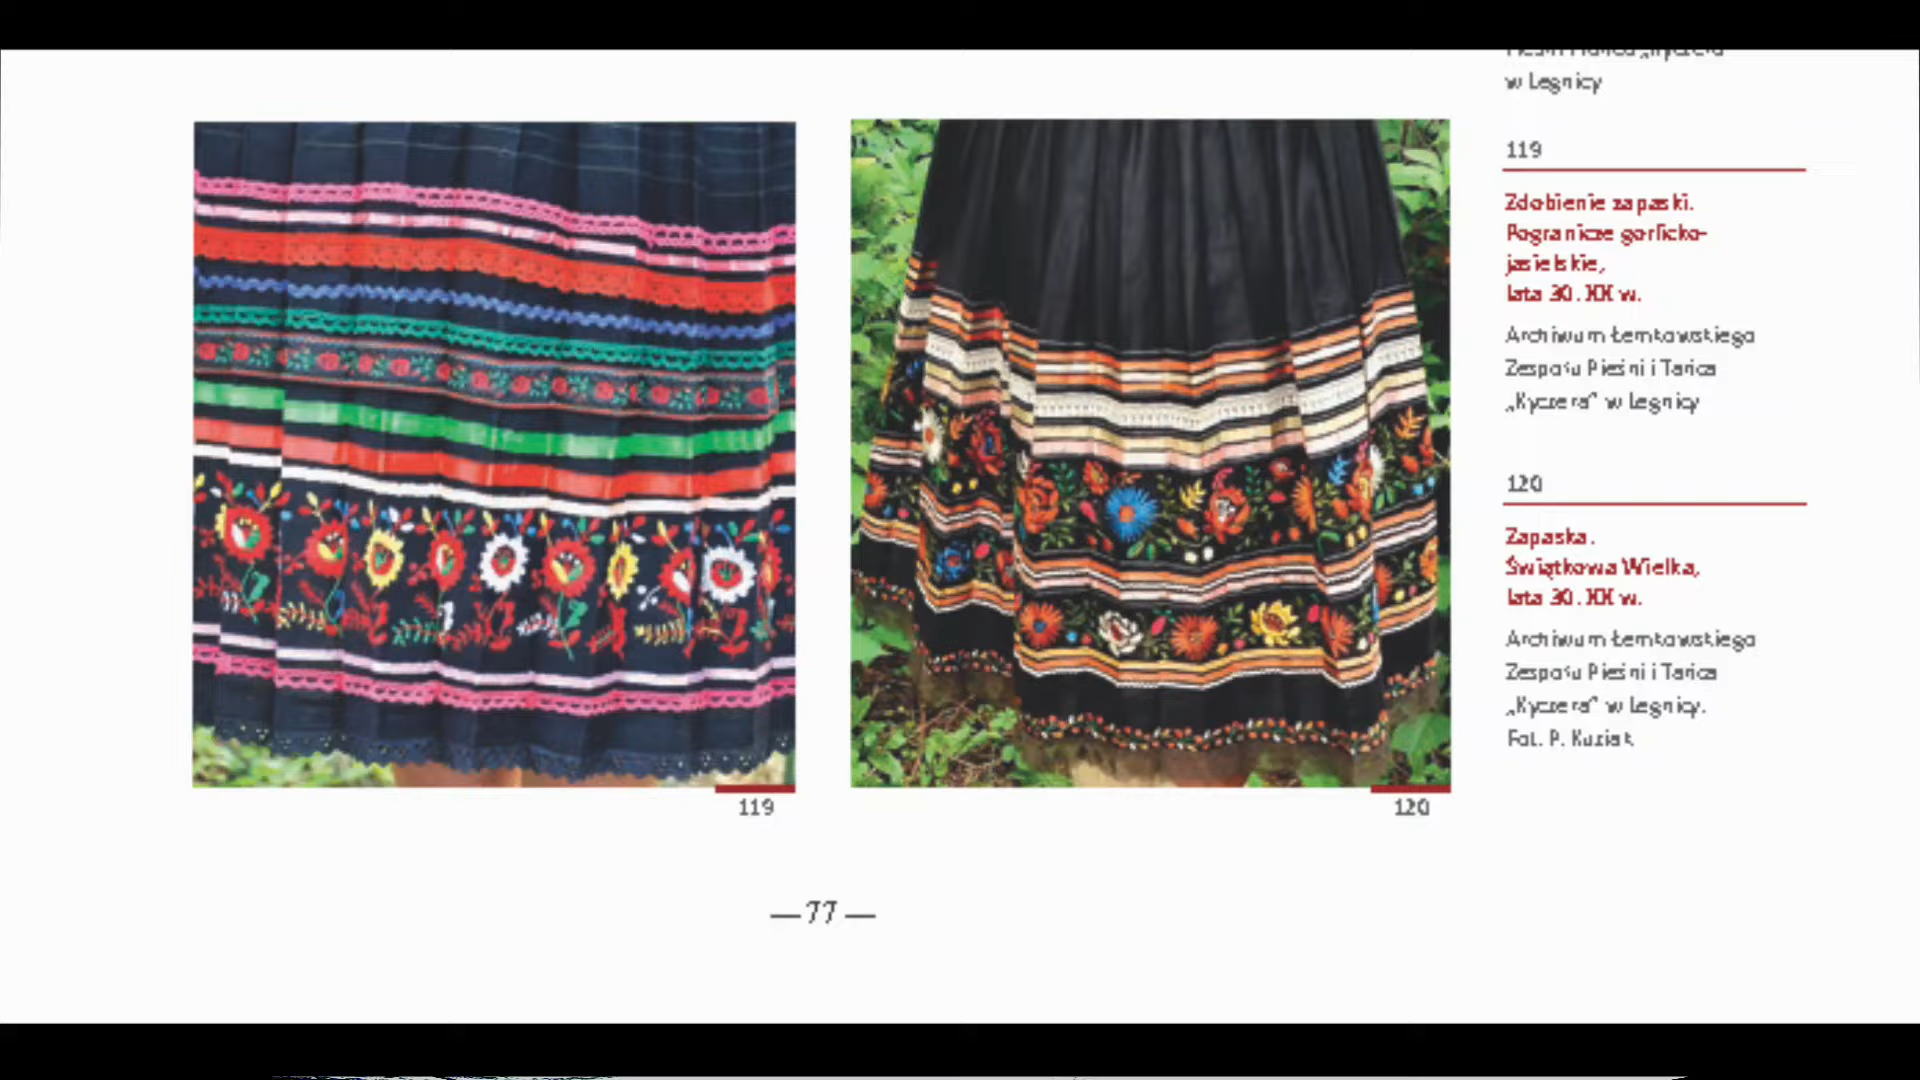 w Legnicy
119
Zdobienie zapaski.
Pogranicze gorlicko-
jasielskie,
lata 30. XX w.
Archiwum Łemkowskiego
Zespołu Pieśni i Tańca
„Kyczera” w Legnicy
120
Zapaska.
Świątkowa Wielka,
lata 30. XX w.
Archiwum Łemkowskiego
Zespołu Pieśni i Tańca
„Kyczera” w Legnicy.
Fot. P. Kuziak
119
120
— 77 —